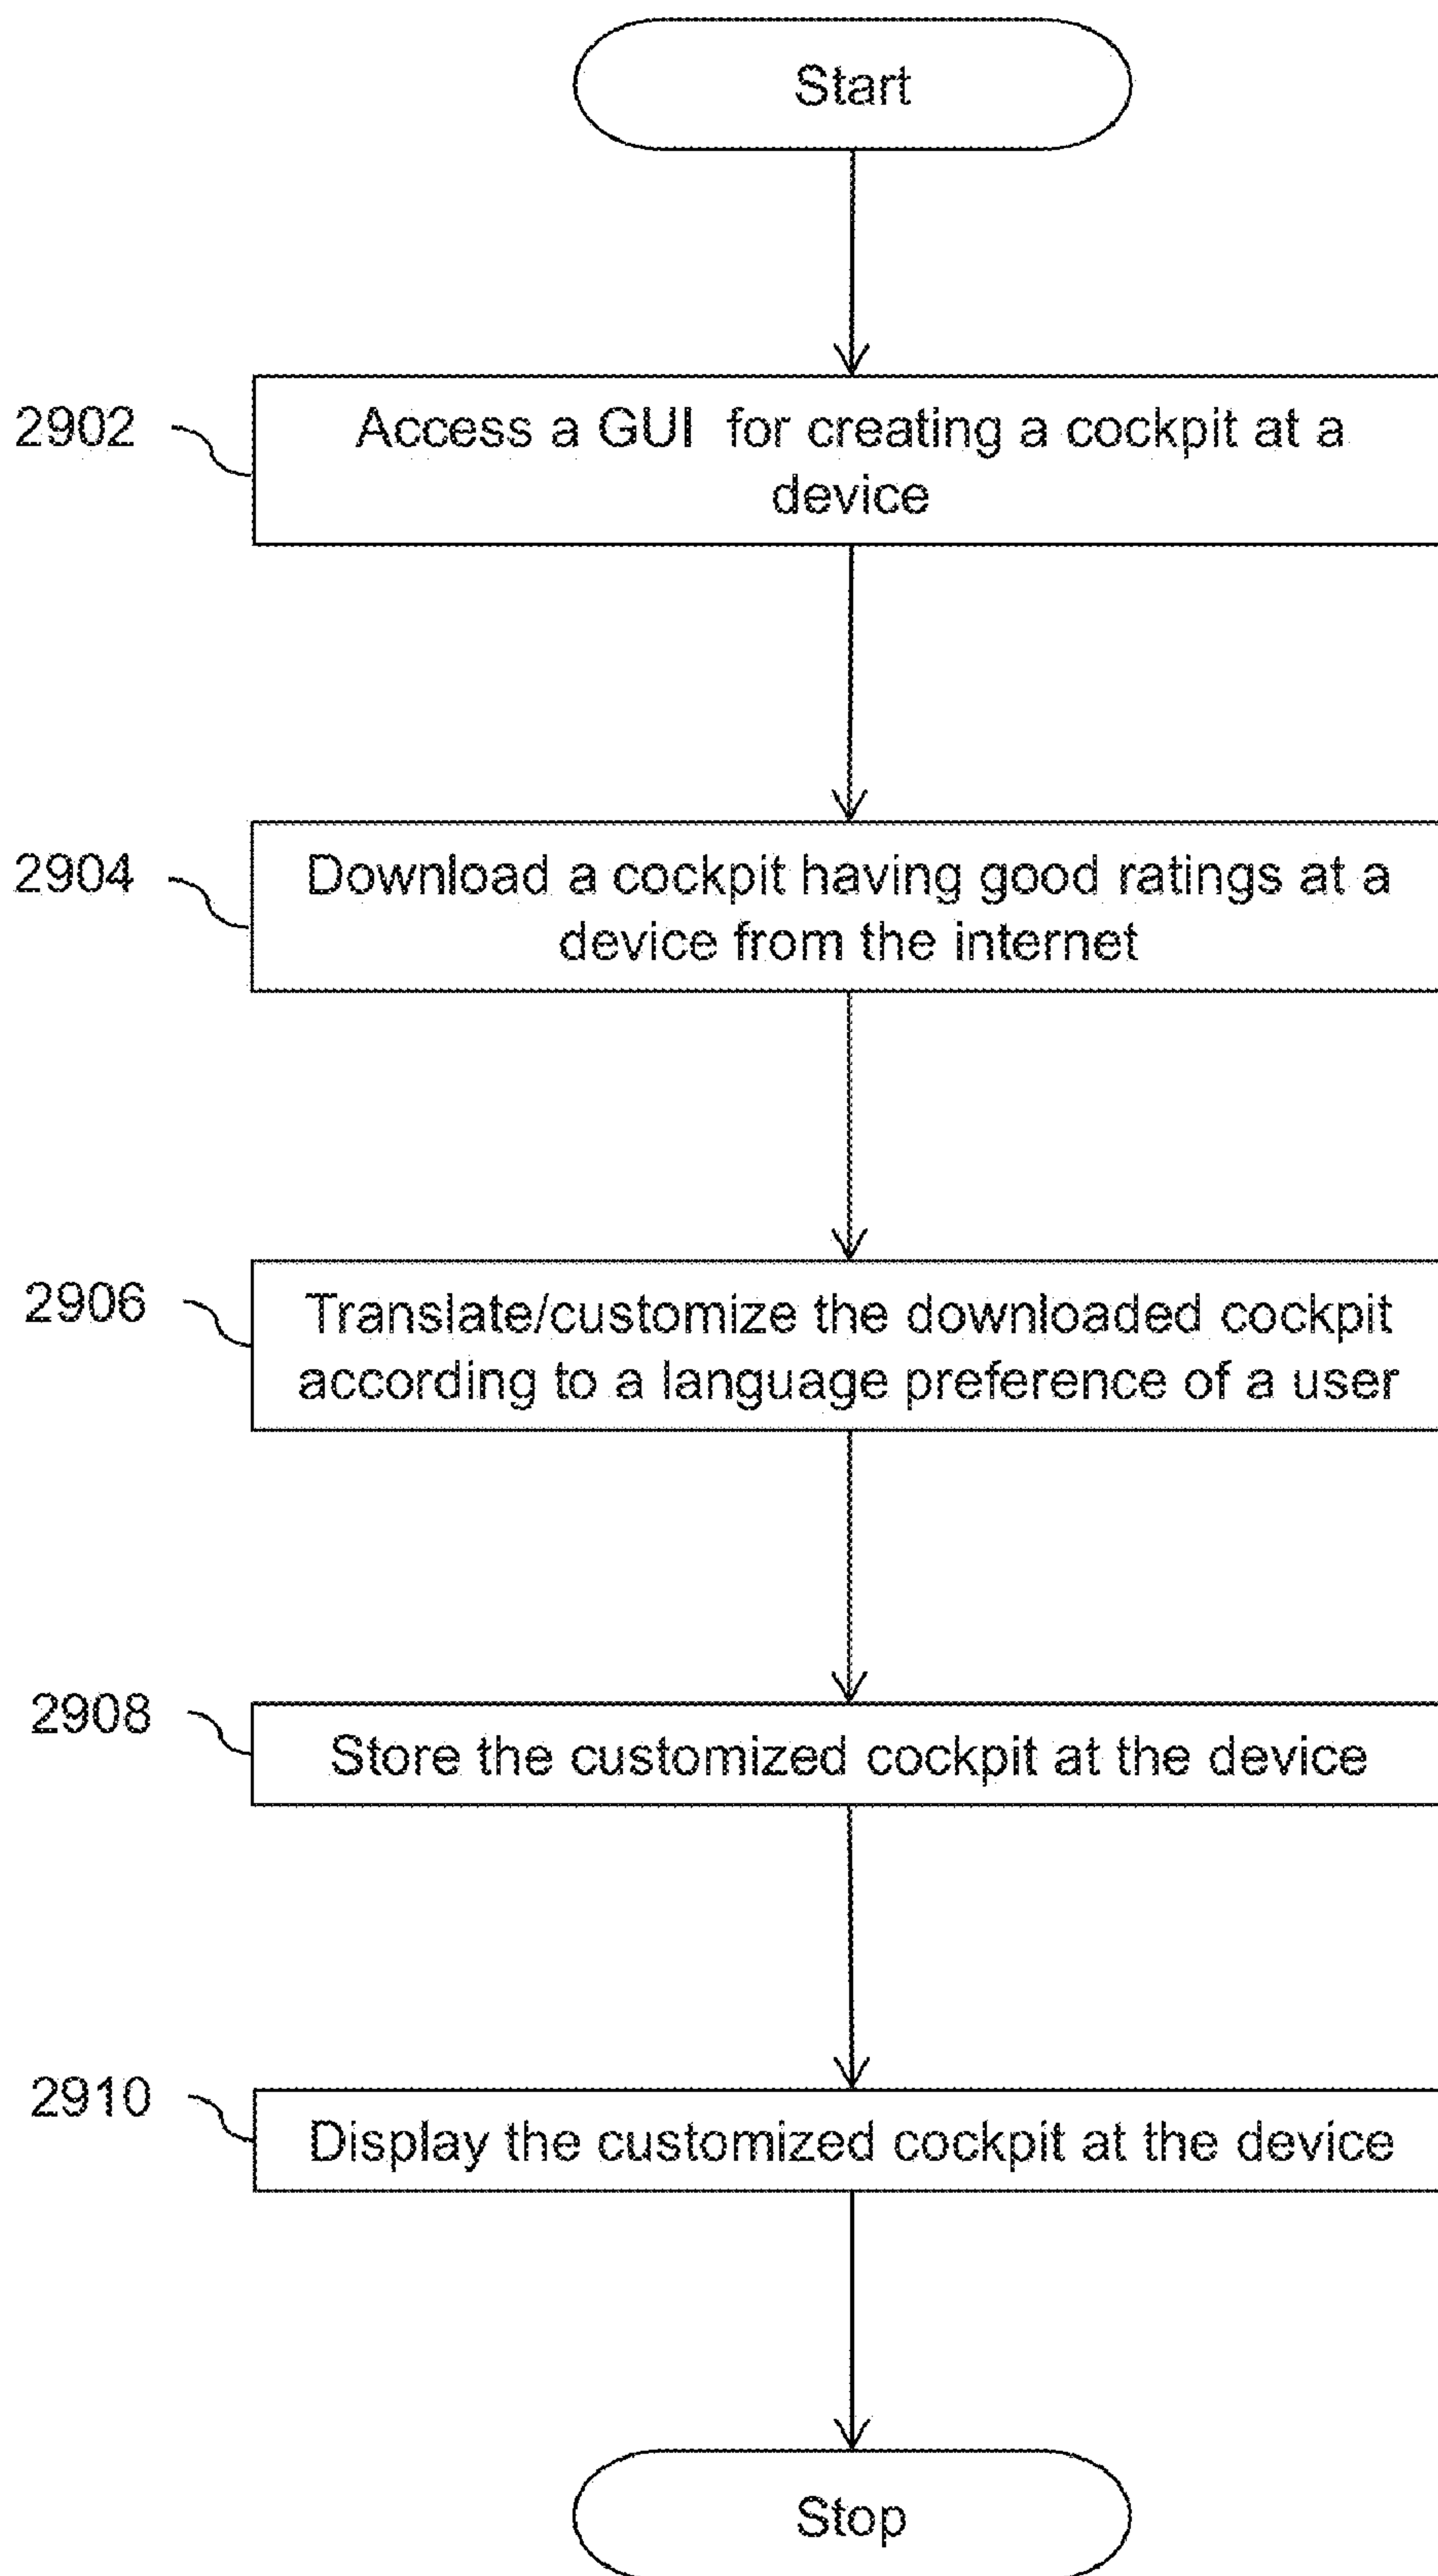 Start
2902
Access a GUI for creating a cockpit at a
device
2904
Download a cockpit having good ratings at a
device from the internet
2906
Translate/customize the downloaded cockpit
according to a language preference of a user
2908
Store the customized cockpit at the device
2910
Display the customized cockpit at the device
Stop